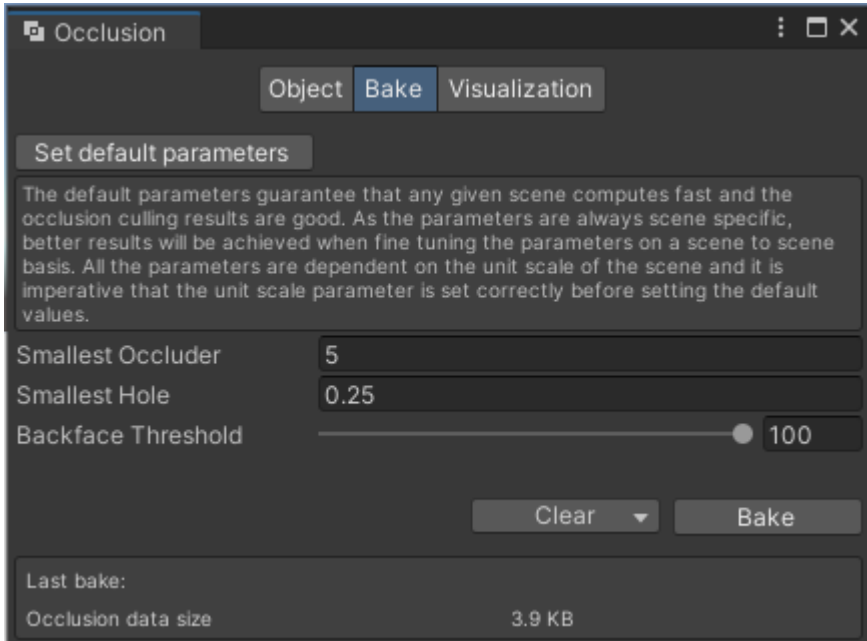 Occlusion
Object Bake Visualization
Set default parameters
The default parameters guarantee that any given scene computes fast and the
occlusion culling results are good. As the parameters are always scene specific,
better results will be achieved when fine tuning the parameters on a scene to scene
basis. All the parameters are dependent on the unit scale of the scene and it is
imperative that the unit scale parameter is set correctly before setting the default
values.
Smallest Occluder 5
Smallest Hole 0.25
Backface Threshold 100
Clear Bake
Last bake:
Occlusion data size 3.9 KB